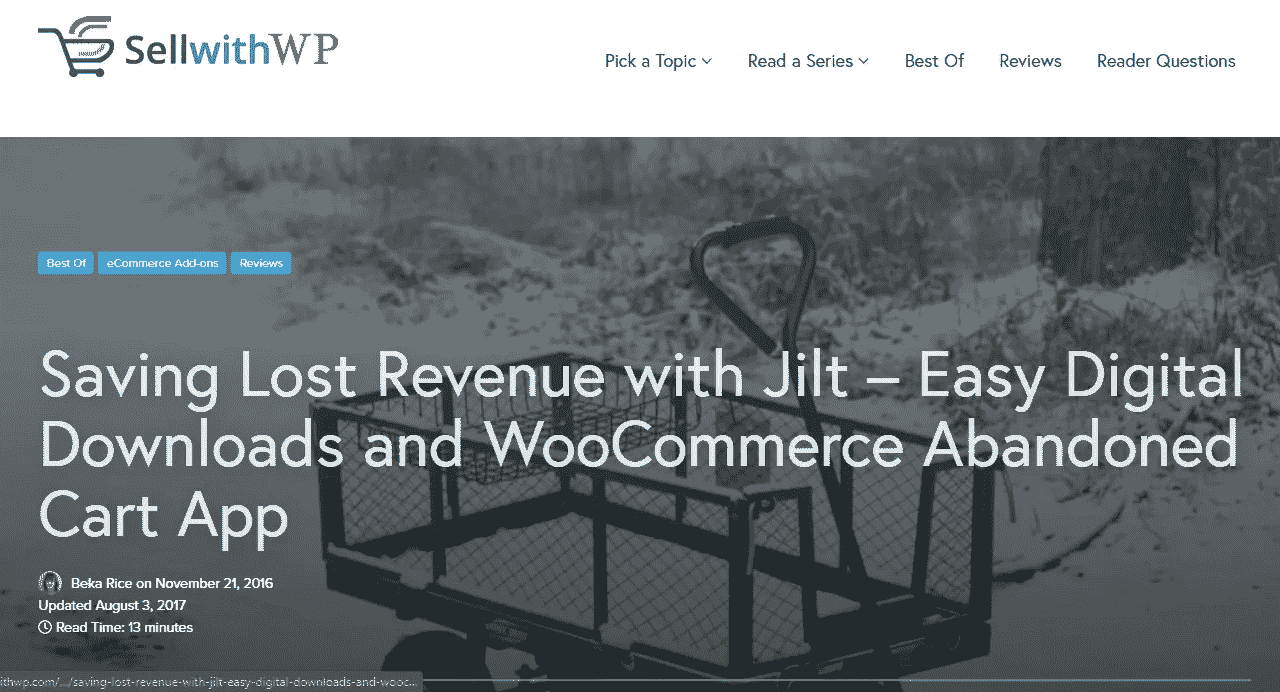 SellwithWP
Pick a Topic
Read a Series
Best Of
Reviews
Reader Questions
Best Of
eCommerce Add-ons
Reviews
Saving Lost Revenue with Jilt – Easy Digital
Downloads and WooCommerce Abandoned
Cart App
Beka Rice on November 21, 2016
Updated August 3, 2017
Read Time: 13 minutes
ithwp.com/.../saving-lost-revenue-with-jilt-easy-digital-downloads-and-wooc...